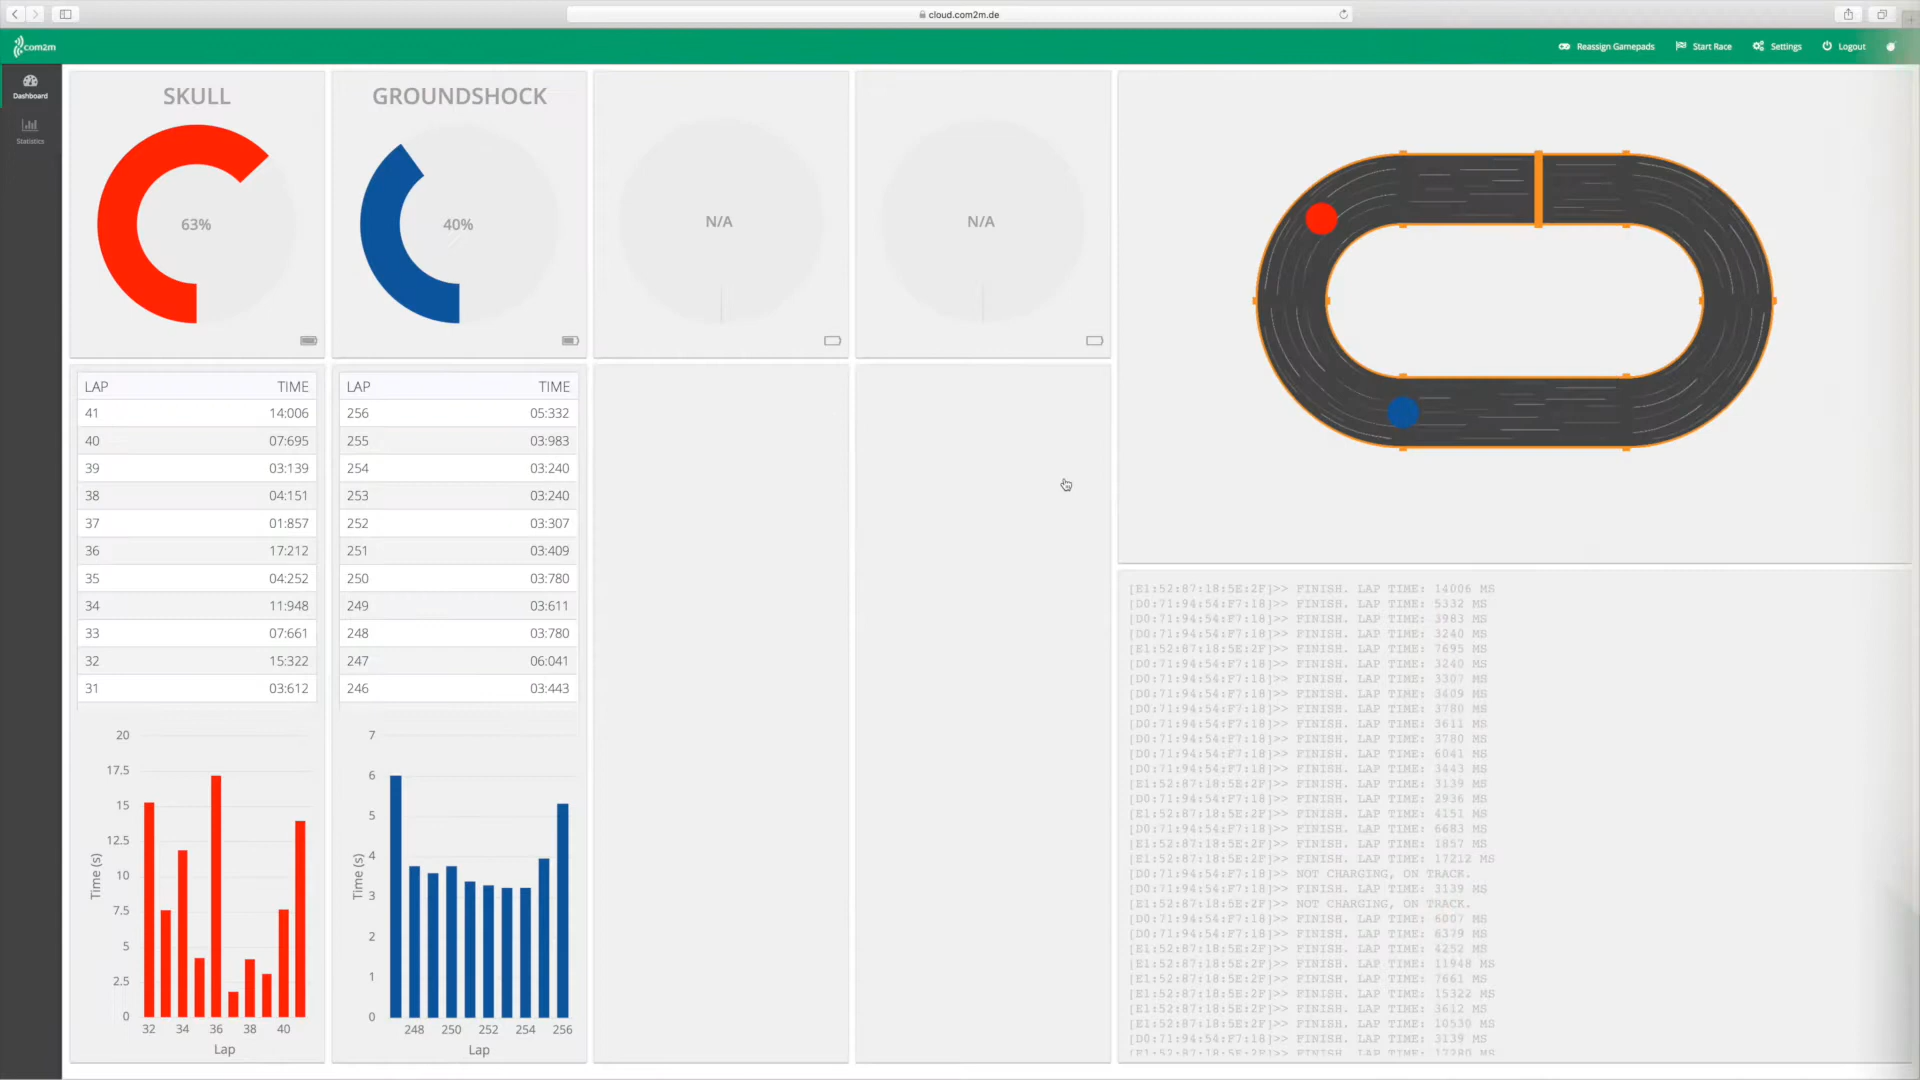 cloud.com2m.de
com2m
Reassign Gamepads
Start Race
Settings
Logout
Dashboard
Statistics
SKULL
63%
GROUNDSHOCK
40%
N/A
N/A
LAP TIME
41 14:006
40 07:695
39 03:139
38 04:151
37 01:857
36 17:212
35 04:252
34 11:948
33 07:661
32 15:322
31 03:612
LAP TIME
256 05:332
255 03:983
254 03:240
253 03:240
252 03:307
251 03:409
250 03:780
249 03:611
248 03:780
247 06:041
246 03:443
20
17.5
15
12.5
10
7.5
5
2.5
0
Time (s)
32 34 36 38 40
Lap
7
6
5
4
3
2
1
0
Time (s)
248 250 252 254 256
Lap
[E1:52:87:18:5E:2F]>> FINISH. LAP TIME: 14006 MS
[D0:71:94:54:F7:18]>> FINISH. LAP TIME: 5332 MS
[D0:71:94:54:F7:18]>> FINISH. LAP TIME: 3983 MS
[D0:71:94:54:F7:18]>> FINISH. LAP TIME: 3240 MS
[E1:52:87:18:5E:2F]>> FINISH. LAP TIME: 7695 MS
[D0:71:94:54:F7:18]>> FINISH. LAP TIME: 3240 MS
[D0:71:94:54:F7:18]>> FINISH. LAP TIME: 3307 MS
[D0:71:94:54:F7:18]>> FINISH. LAP TIME: 3409 MS
[D0:71:94:54:F7:18]>> FINISH. LAP TIME: 3780 MS
[D0:71:94:54:F7:18]>> FINISH. LAP TIME: 3611 MS
[D0:71:94:54:F7:18]>> FINISH. LAP TIME: 3780 MS
[D0:71:94:54:F7:18]>> FINISH. LAP TIME: 6041 MS
[D0:71:94:54:F7:18]>> FINISH. LAP TIME: 3443 MS
[E1:52:87:18:5E:2F]>> FINISH. LAP TIME: 3139 MS
[D0:71:94:54:F7:18]>> FINISH. LAP TIME: 2936 MS
[E1:52:87:18:5E:2F]>> FINISH. LAP TIME: 4151 MS
[D0:71:94:54:F7:18]>> FINISH. LAP TIME: 6683 MS
[E1:52:87:18:5E:2F]>> FINISH. LAP TIME: 1857 MS
[E1:52:87:18:5E:2F]>> FINISH. LAP TIME: 17212 MS
[D0:71:94:54:F7:18]>> NOT CHARGING, ON TRACK.
[D0:71:94:54:F7:18]>> FINISH. LAP TIME: 3139 MS
[E1:52:87:18:5E:2F]>> NOT CHARGING, ON TRACK.
[D0:71:94:54:F7:18]>> FINISH. LAP TIME: 6007 MS
[D0:71:94:54:F7:18]>> FINISH. LAP TIME: 6379 MS
[E1:52:87:18:5E:2F]>> FINISH. LAP TIME: 4252 MS
[E1:52:87:18:5E:2F]>> FINISH. LAP TIME: 11948 MS
[E1:52:87:18:5E:2F]>> FINISH. LAP TIME: 7661 MS
[E1:52:87:18:5E:2F]>> FINISH. LAP TIME: 15322 MS
[E1:52:87:18:5E:2F]>> FINISH. LAP TIME: 3612 MS
[E1:52:87:18:5E:2F]>> FINISH. LAP TIME: 10530 MS
[E1:52:87:18:5E:2F]>> FINISH. LAP TIME: 3139 MS
[E1:52:87:18:5E:2F]>> FINISH. LAP TIME: 17280 MS